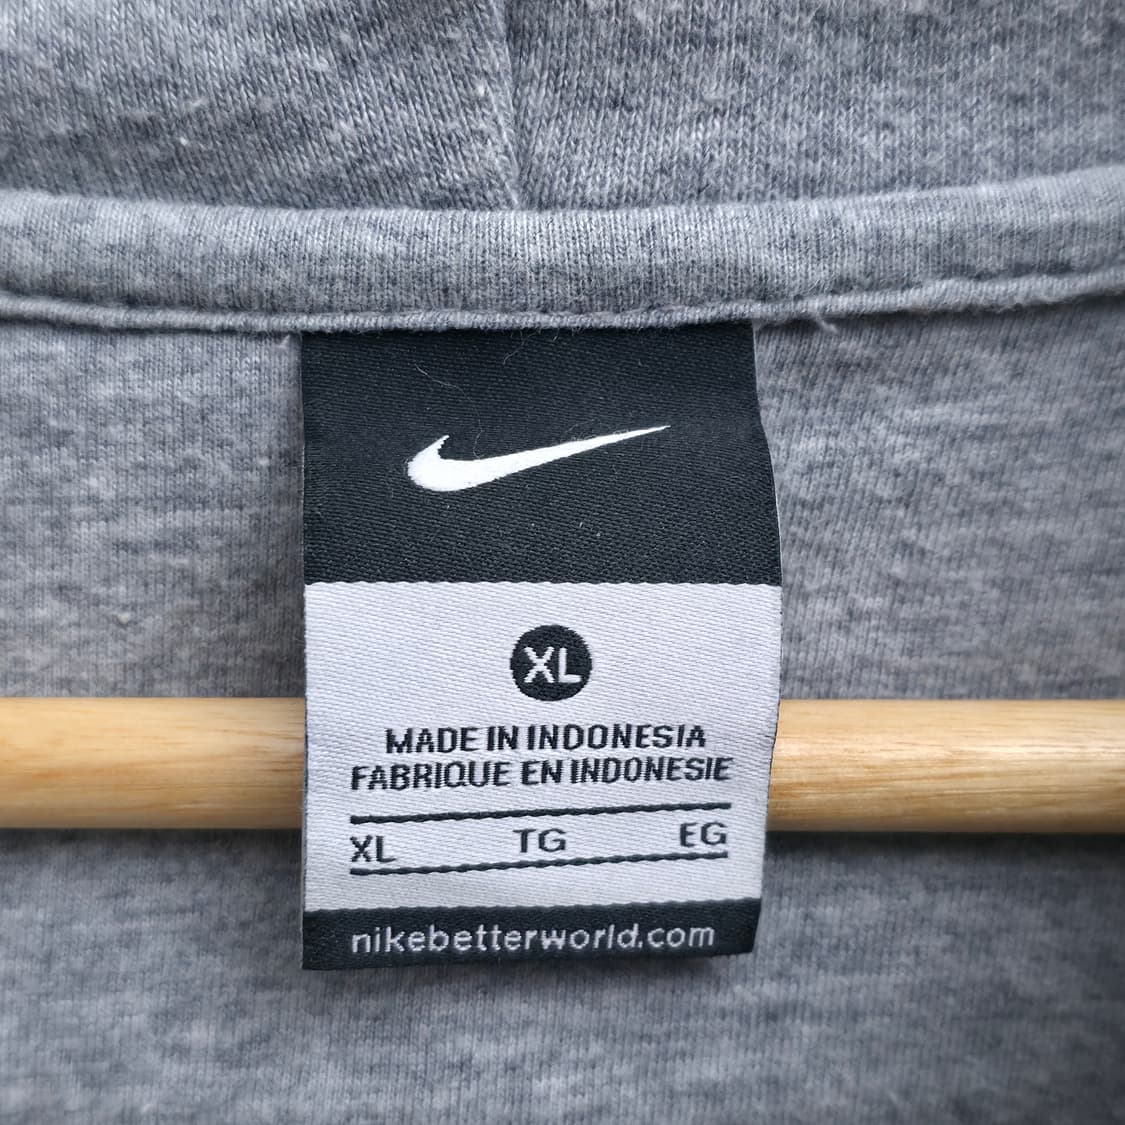 XL
MADE IN INDONESIA
FABRIQUE EN INDONESIE
XL TG EG
nikebetterworld.com